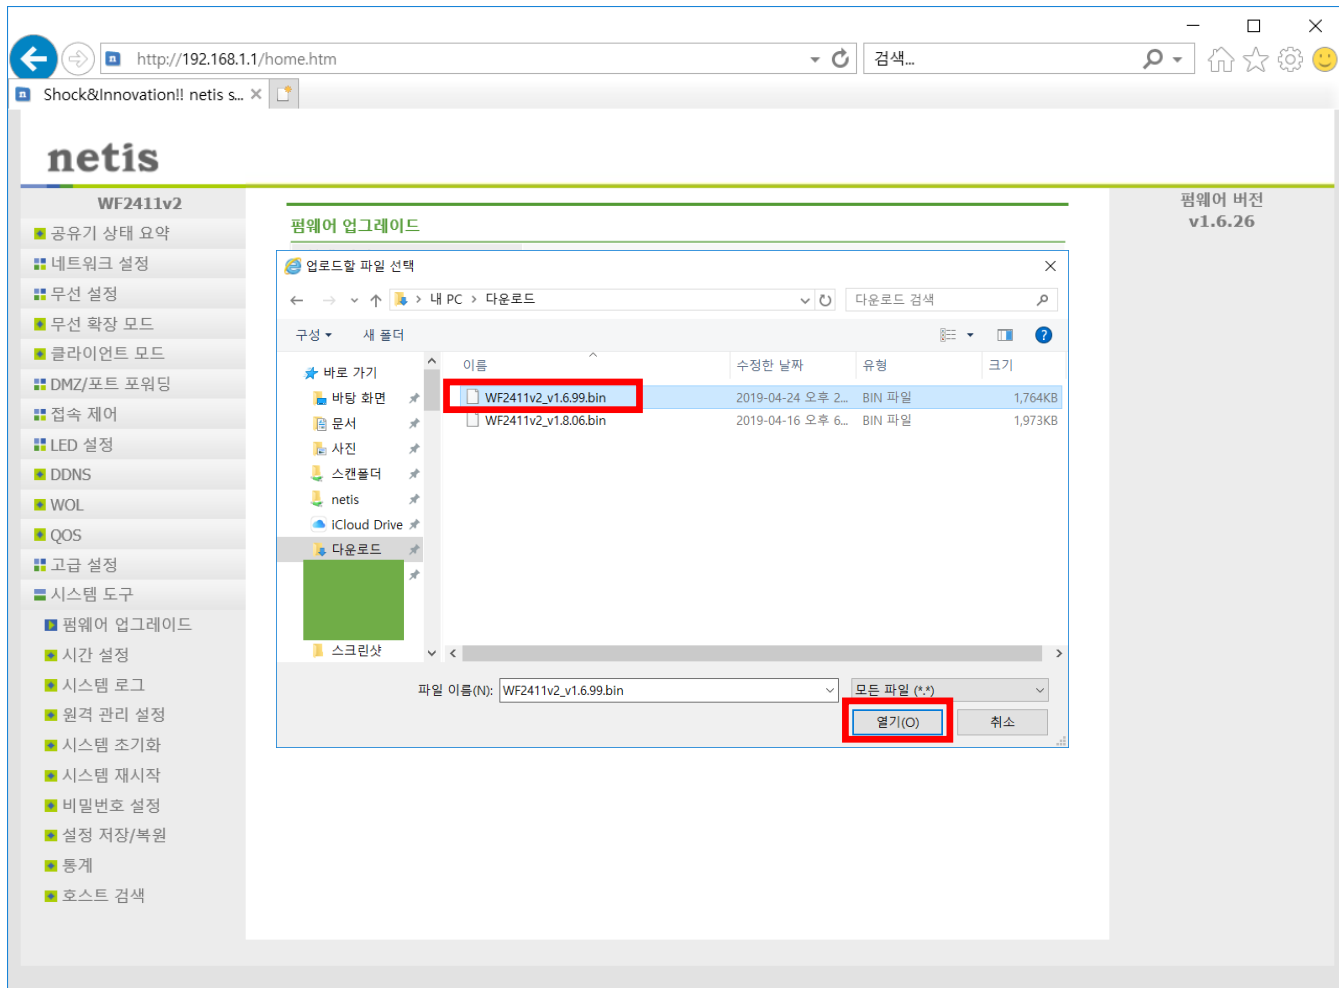 http://192.168.1.1/home.htm
검색...
Shock&Innovation!! netis s...
netis
WF2411v2
공유기 상태 요약
네트워크 설정
무선 설정
무선 확장 모드
클라이언트 모드
DMZ/포트 포워딩
접속 제어
LED 설정
DDNS
WOL
QOS
고급 설정
시스템 도구
펌웨어 업그레이드
시간 설정
시스템 로그
원격 관리 설정
시스템 초기화
시스템 재시작
비밀번호 설정
설정 저장/복원
통계
호스트 검색
펌웨어 업그레이드
업로드할 파일 선택
내 PC > 다운로드
다운로드 검색
구성 새 폴더
바로 가기
바탕 화면
문서
사진
스캔폴더
netis
iCloud Drive
다운로드
스크린샷
이름 수정한 날짜 유형 크기
WF2411v2_v1.6.99.bin 2019-04-24 오후 2... BIN 파일 1,764KB
WF2411v2_v1.8.06.bin 2019-04-16 오후 6... BIN 파일 1,973KB
파일 이름(N): WF2411v2_v1.6.99.bin 모든 파일 (*.*)
열기(O) 취소
펌웨어 버전
v1.6.26